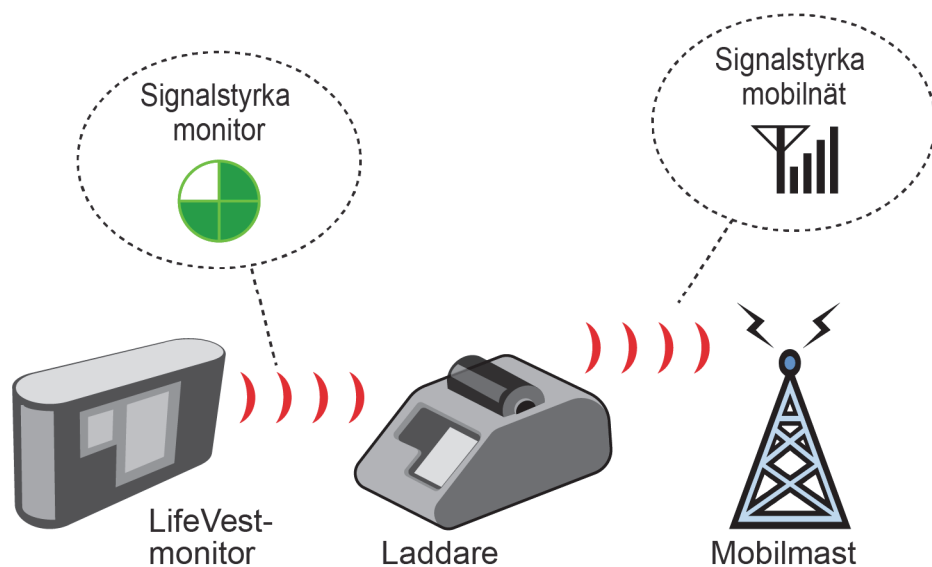 Signalstyrka
monitor
Signalstyrka
mobilnät
LifeVest-
monitor
Laddare
Mobilmast